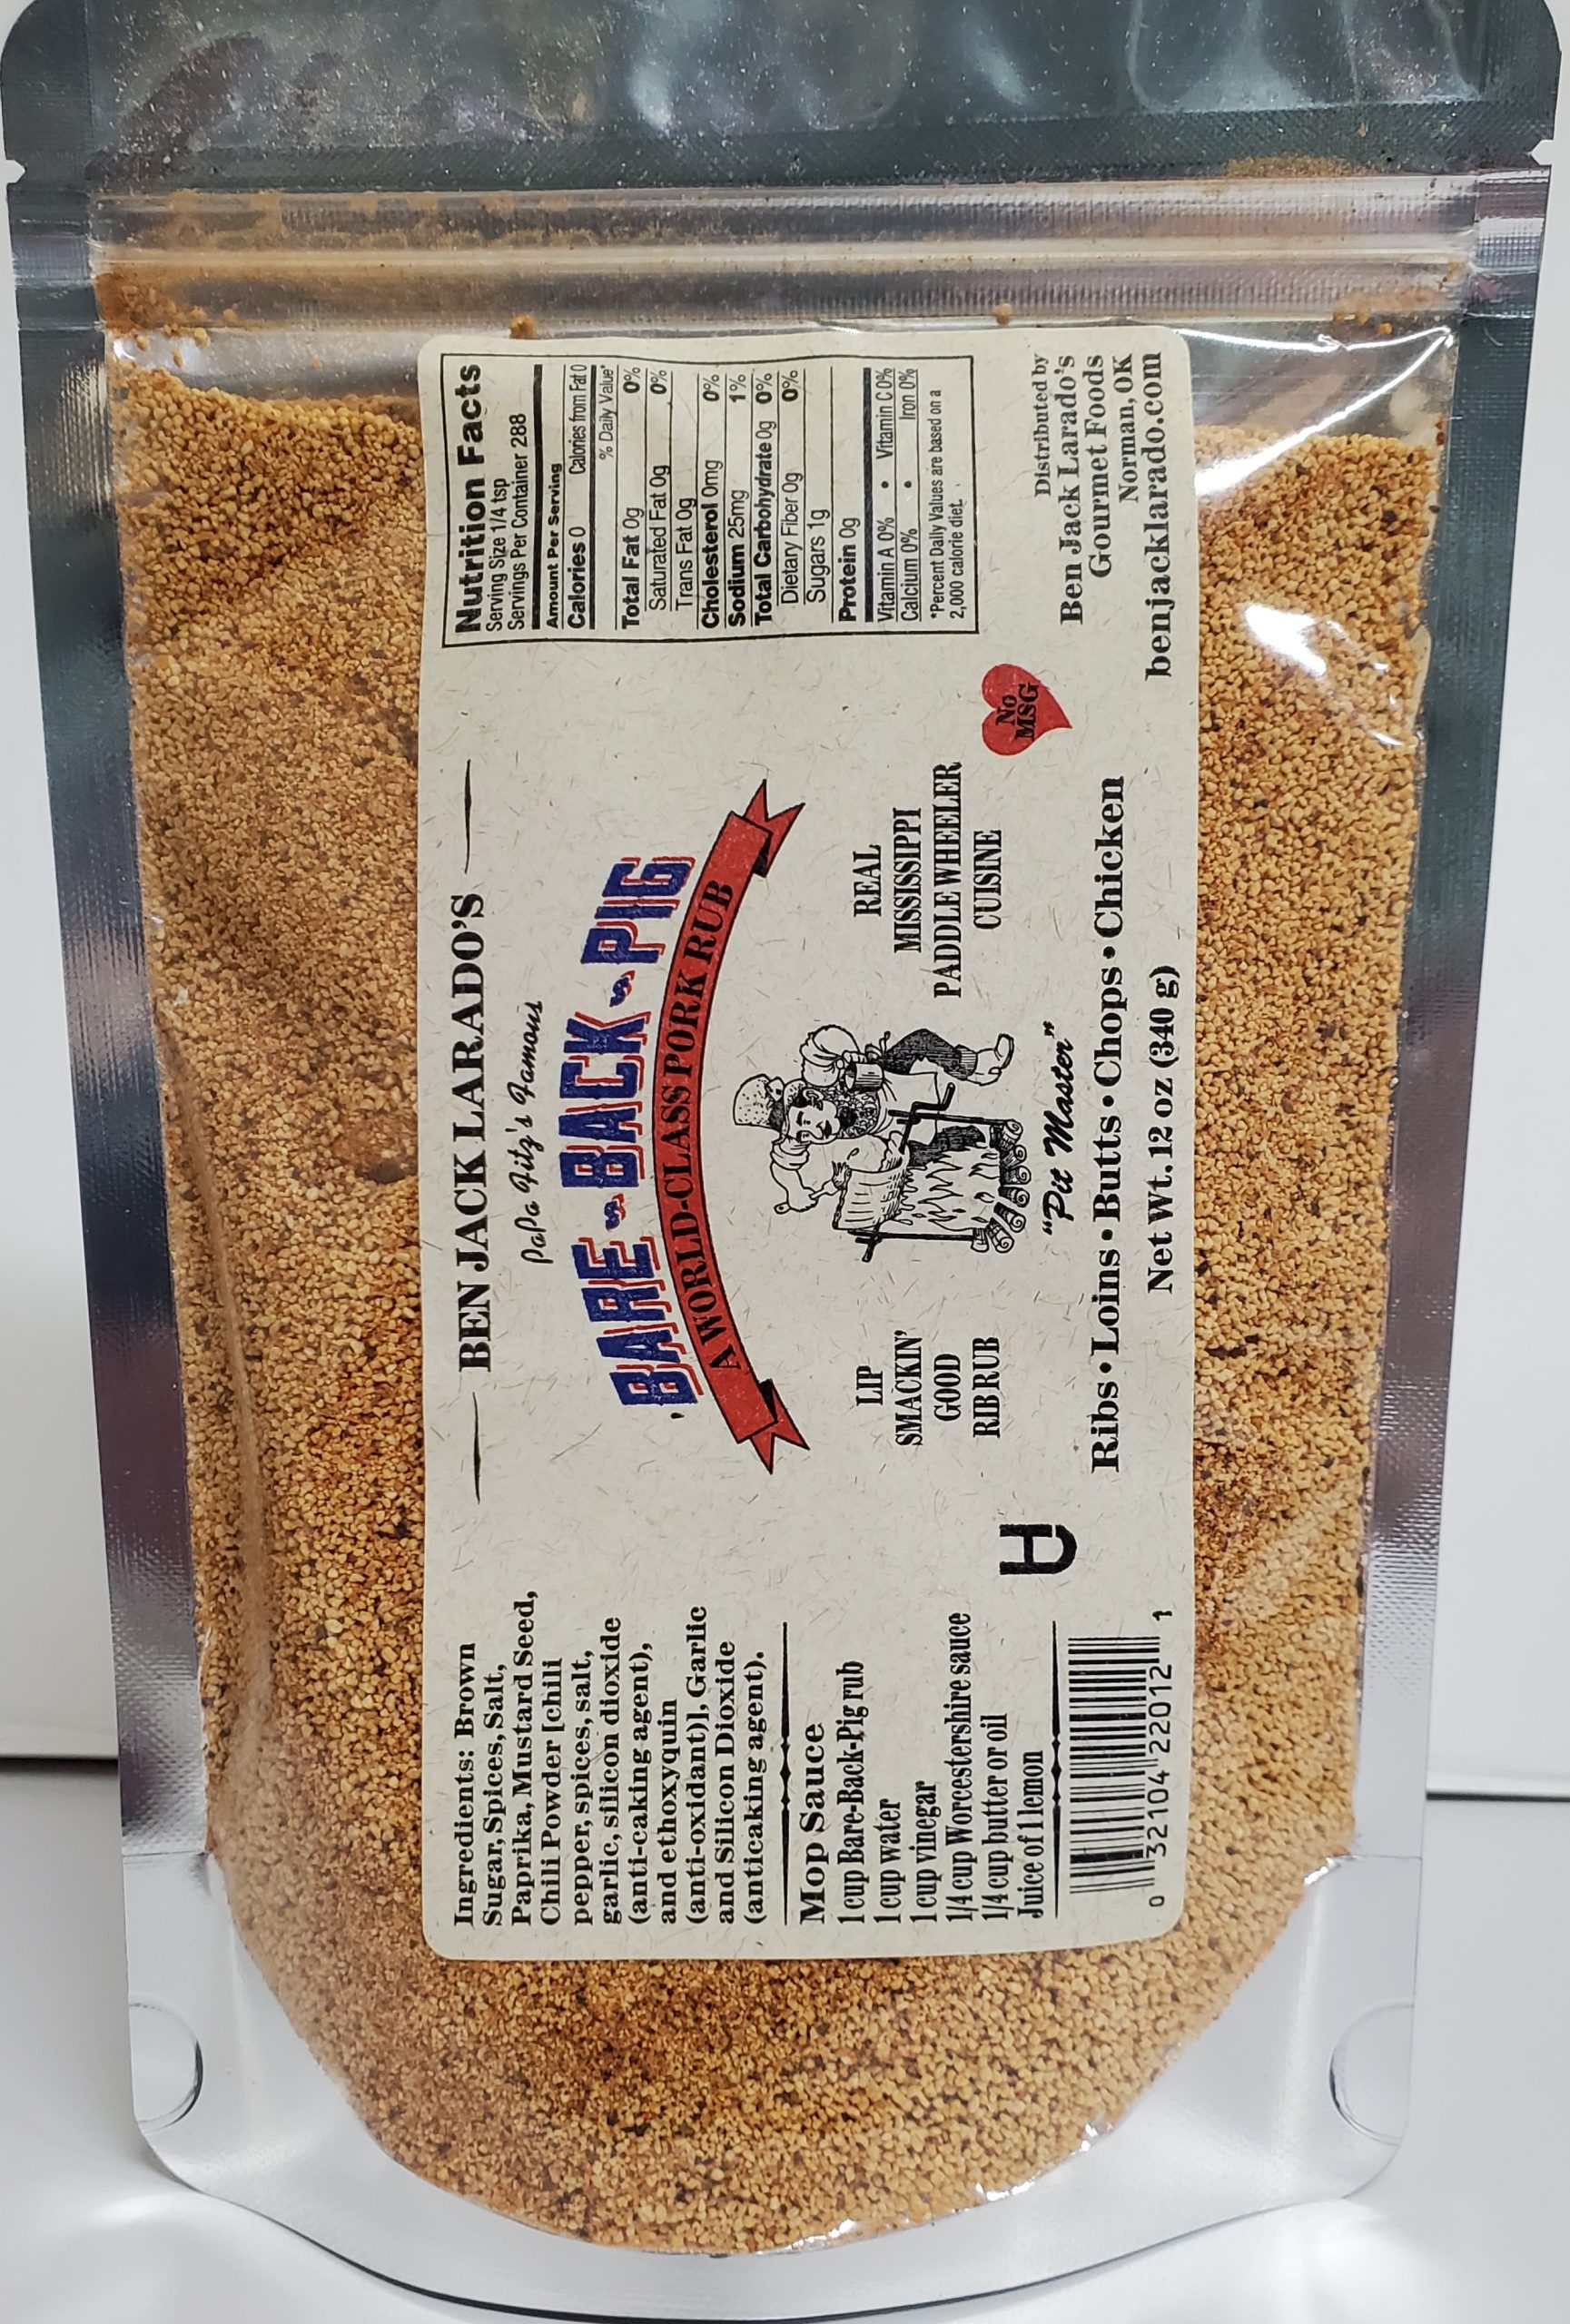 Ingredients: Brown
Sugar, Spices, Salt,
Paprika, Mustard Seed,
Chili Powder [chili
pepper, spices, salt,
garlic, silicon dioxide
(anti-caking agent),
and ethoxyquin
(anti-oxidant)], Garlic
and Silicon Dioxide
(anticaking agent).
Mop Sauce
1 cup Bare-Back-Pig rub
1 cup water
1 cup vinegar
1/4 cup Worcestershire sauce
1/4 cup butter or oil
Juice of 1 lemon
0 32104 22012 1
BEN JACK LARADO'S
PaPa Fitz's Famous
BARE BACK PIG
A WORLD-CLASS PORK RUB
LIP
SMACKIN'
GOOD
RIB RUB
REAL
MISSISSIPPI
PADDLE WHEELER
CUISINE
"Pit Master"
Ribs • Loins • Butts • Chops • Chicken
Net Wt. 12 oz (340 g)
No
MSG
Nutrition Facts
Serving Size 1/4 tsp
Servings Per Container 288
Amount Per Serving
Calories 0 Calories from Fat 0
% Daily Value*
Total Fat 0g 0%
Saturated Fat 0g 0%
Trans Fat 0g
Cholesterol 0mg 0%
Sodium 25mg 1%
Total Carbohydrate 0g 0%
Dietary Fiber 0g 0%
Sugars 1g
Protein 0g
Vitamin A 0% • Vitamin C 0%
Calcium 0% • Iron 0%
*Percent Daily Values are based on a
2,000 calorie diet.
Distributed by
Ben Jack Larado's
Gourmet Foods
Norman, OK
benjacklarado.com